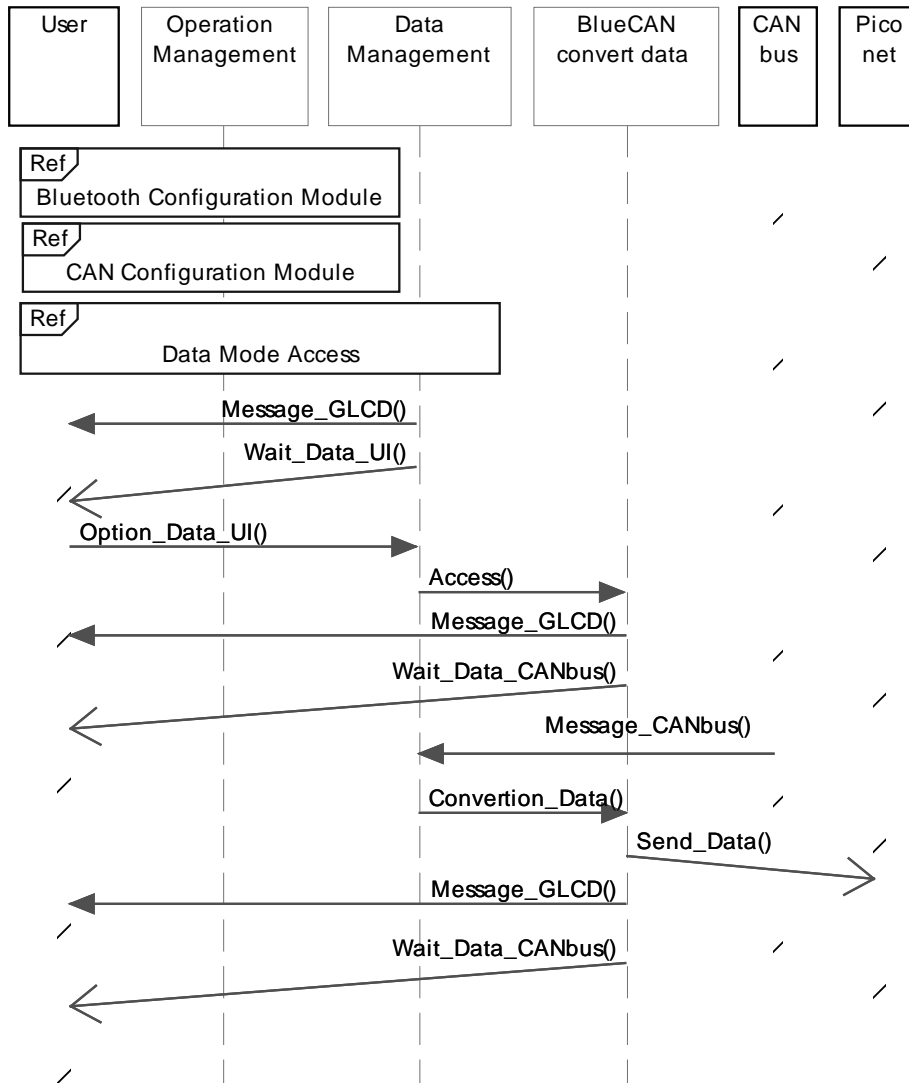 User
Operation
Management
Data
Management
BlueCAN
convert data
CAN
bus
Pico
net
Ref
Bluetooth Configuration Module
Ref
CAN Configuration Module
Ref
Data Mode Access
Message_GLCD()
Wait_Data_UI()
Option_Data_UI()
Access()
Message_GLCD()
Wait_Data_CANbus()
Message_CANbus()
Convertion_Data()
Send_Data()
Message_GLCD()
Wait_Data_CANbus()